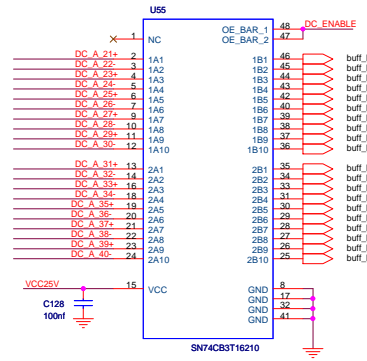 U55
OE_BAR_1 48 DC_ENABLE
1 NC OE_BAR_2 47
DC_A_21+ 2 1A1 1B1 46 buff_
DC_A_22- 3 1A2 1B2 45 buff_
DC_A_23+ 4 1A3 1B3 44 buff_
DC_A_24- 5 1A4 1B4 43 buff_
DC_A_25+ 6 1A5 1B5 42 buff_
DC_A_26- 7 1A6 1B6 40 buff_
DC_A_27+ 9 1A7 1B7 39 buff_
DC_A_28- 10 1A8 1B8 38 buff_
DC_A_29+ 11 1A9 1B9 37 buff_
DC_A_30- 12 1A10 1B10 36 buff_
DC_A_31+ 13 2A1 2B1 35 buff_
DC_A_32- 14 2A2 2B2 34 buff_
DC_A_33+ 16 2A3 2B3 33 buff_
DC_A_34- 18 2A4 2B4 31 buff_
DC_A_35+ 19 2A5 2B5 30 buff_
DC_A_36- 20 2A6 2B6 29 buff_
DC_A_37+ 21 2A7 2B7 28 buff_
DC_A_38- 22 2A8 2B8 27 buff_
DC_A_39+ 23 2A9 2B9 26 buff_
DC_A_40- 24 2A10 2B10 25 buff_
VCC25V 15 VCC GND 8
GND 17
C128 GND 32
100nf GND 41
SN74CB3T16210